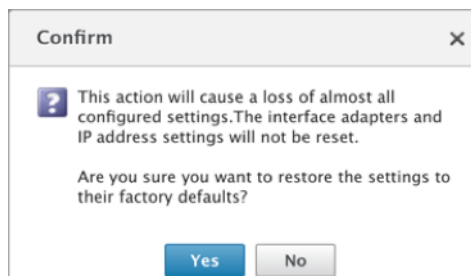 Confirm
This action will cause a loss of almost all
configured settings.The interface adapters and
IP address settings will not be reset.
Are you sure you want to restore the settings to
their factory defaults?
Yes No